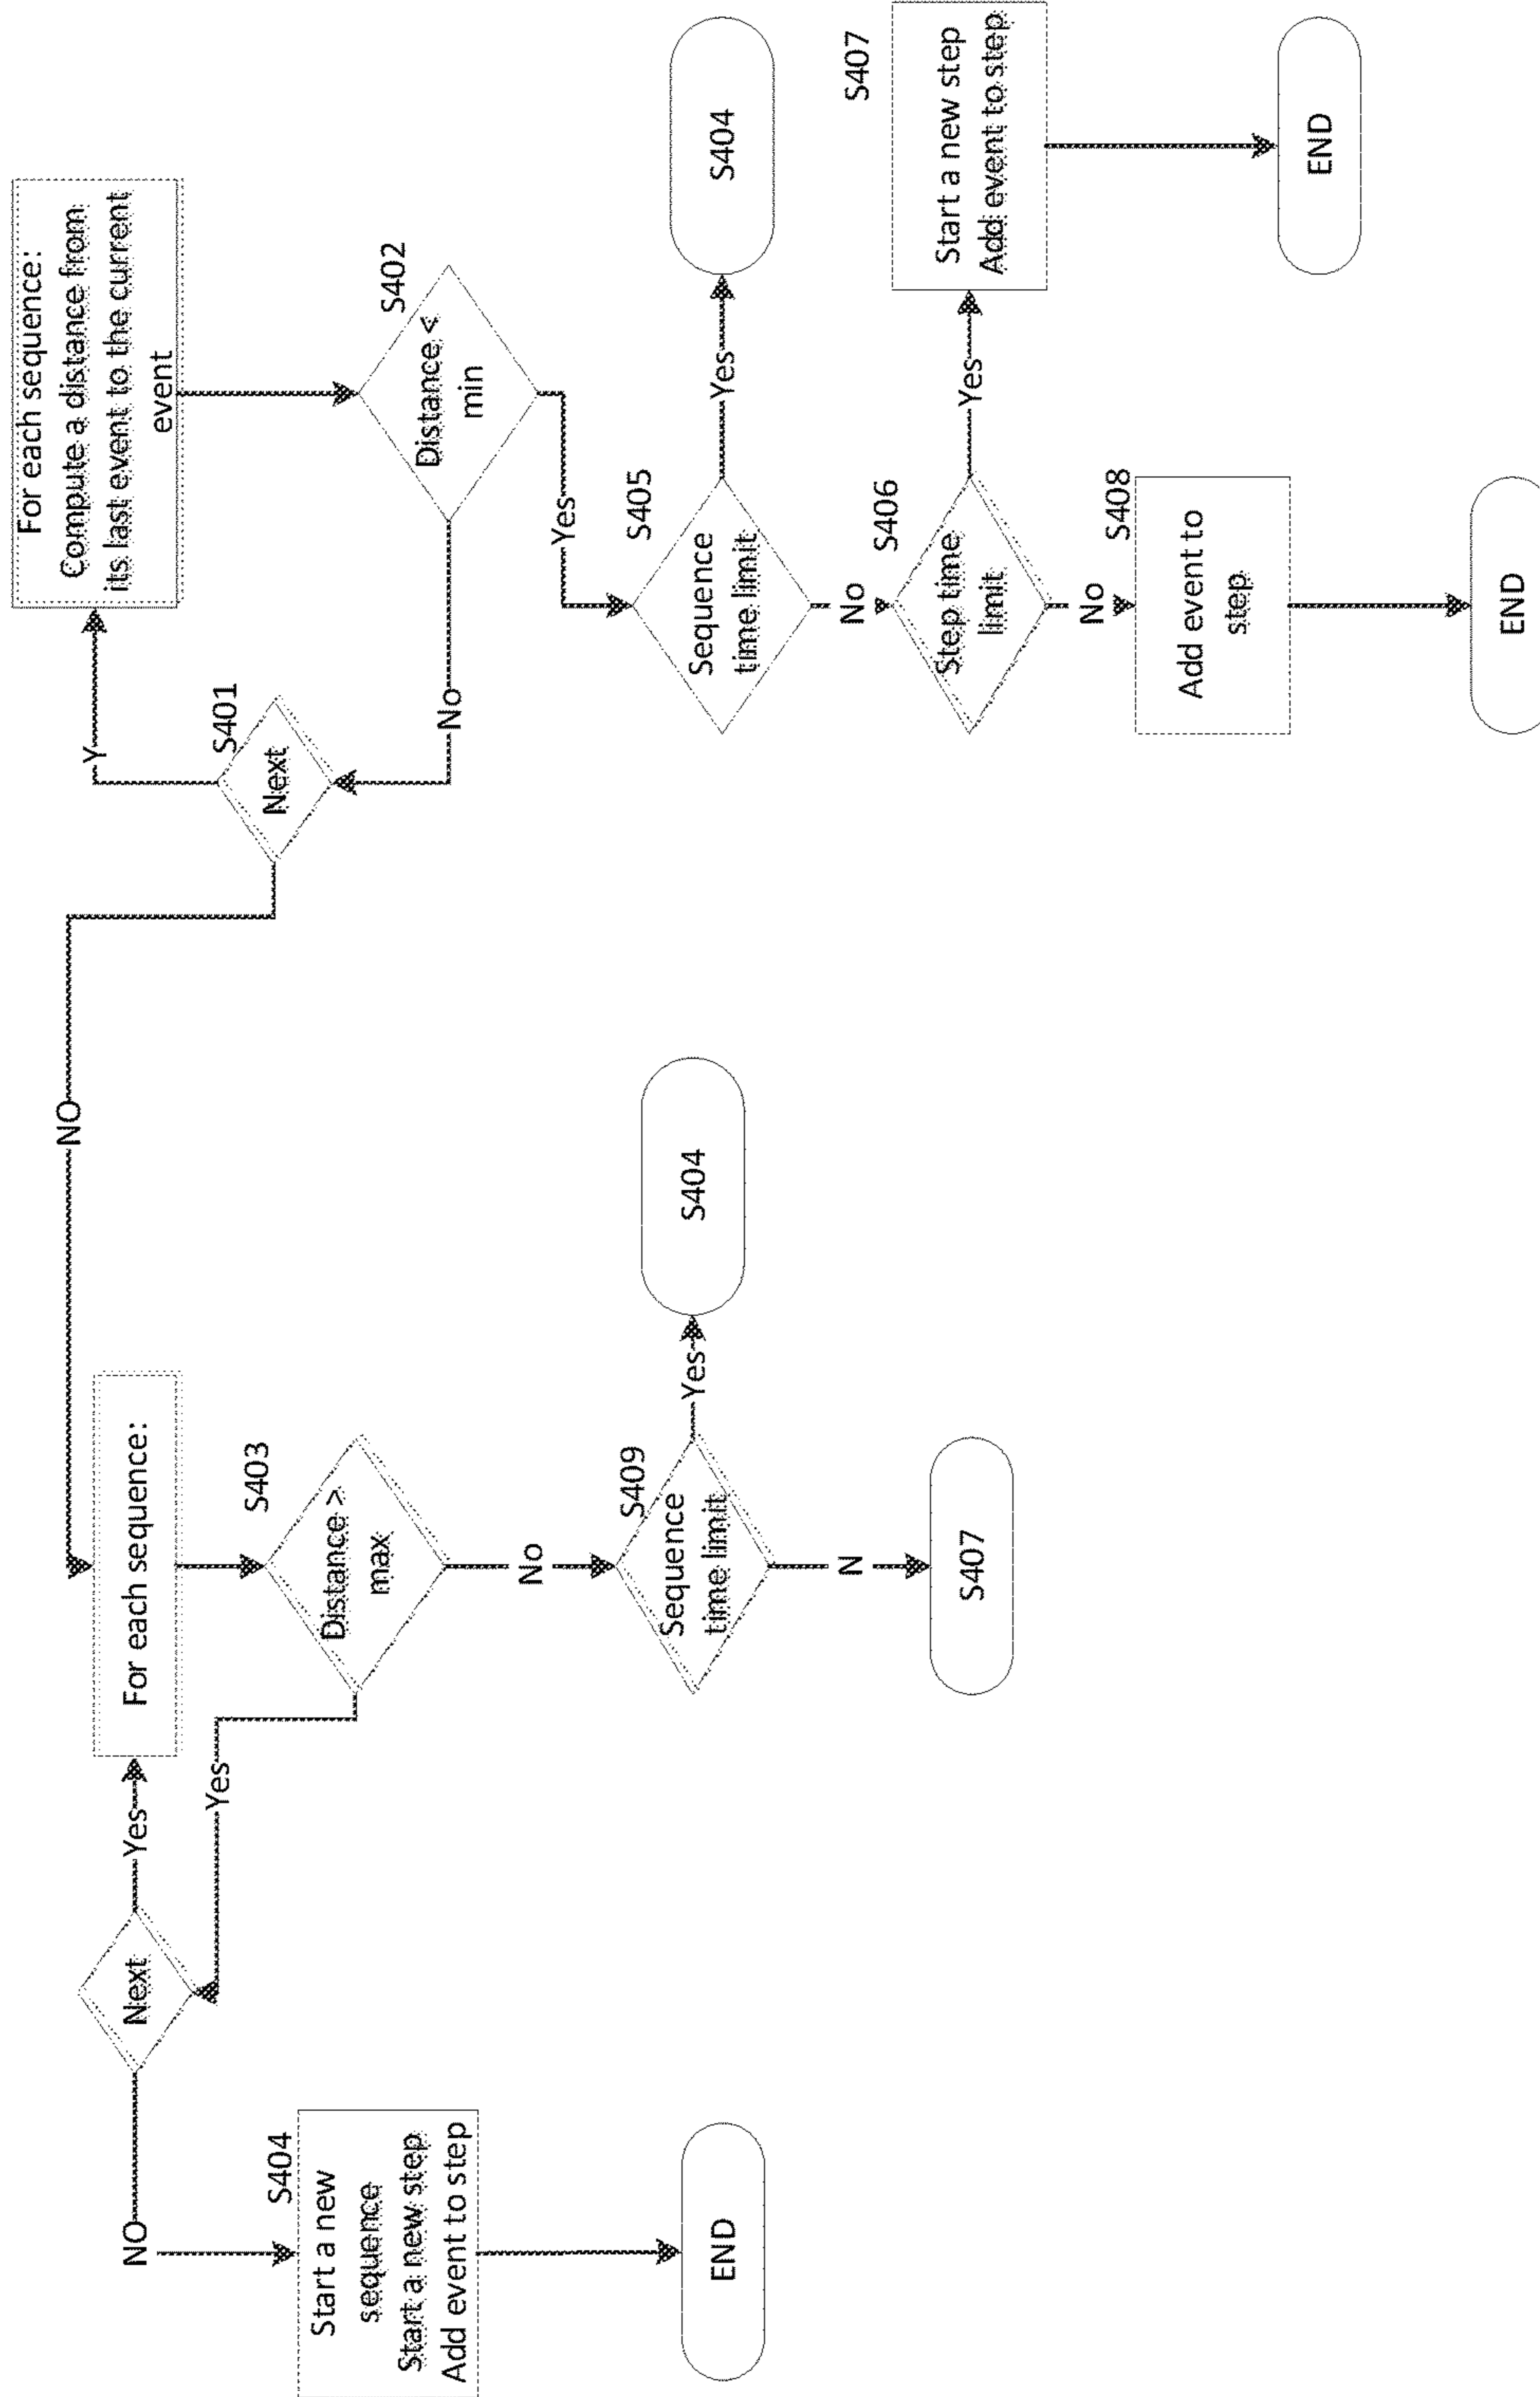 For each sequence:
Compute a distance from
its last event to the current
event
Y
S401
Next
S402
Distance <
min
No
Yes
S405
Sequence
time limit
Yes
S404
No
S406
Step time
limit
Yes
S407
Start a new step
Add event to step
END
No
S408
Add event to
step
END
NO
For each sequence:
Yes
Next
S403
Distance >
max
Yes
No
S409
Sequence
time limit
Yes
S404
N
S407
NO
S404
Start a new
sequence
Start a new step
Add event to step
END